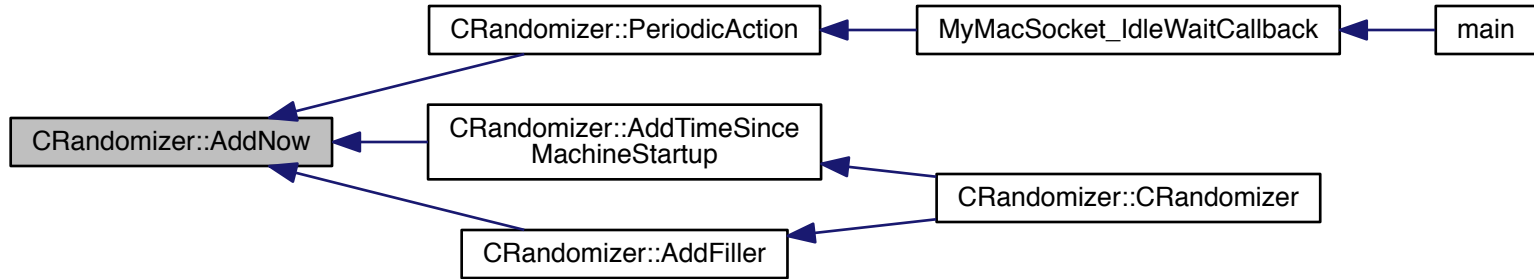 CRandomizer::PeriodicAction
MyMacSocket_IdleWaitCallback
main
CRandomizer::AddNow
CRandomizer::AddTimeSince
MachineStartup
CRandomizer::CRandomizer
CRandomizer::AddFiller